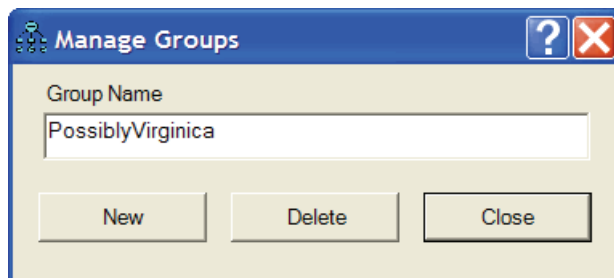 Manage Groups
Group Name
PossiblyVirginica
New Delete Close